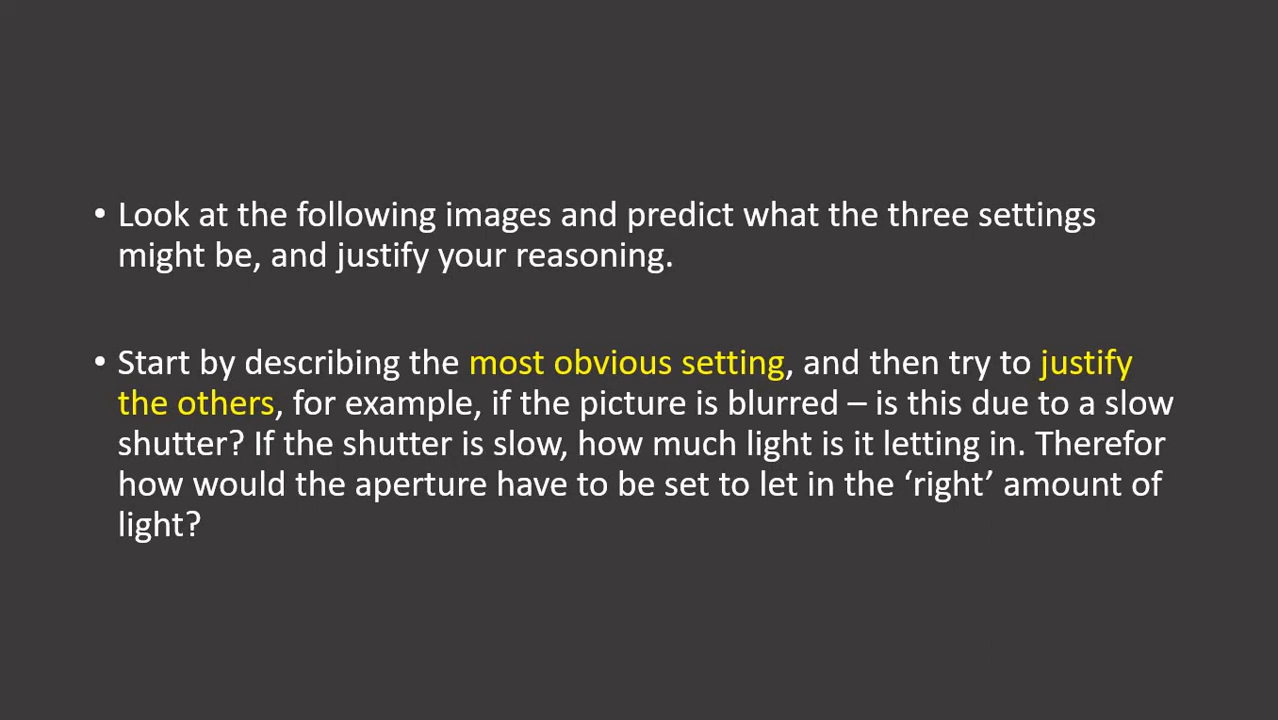 • Look at the following images and predict what the three settings
might be, and justify your reasoning.
• Start by describing the most obvious setting, and then try to justify
the others, for example, if the picture is blurred – is this due to a slow
shutter? If the shutter is slow, how much light is it letting in. Therefor
how would the aperture have to be set to let in the ‘right’ amount of
light?